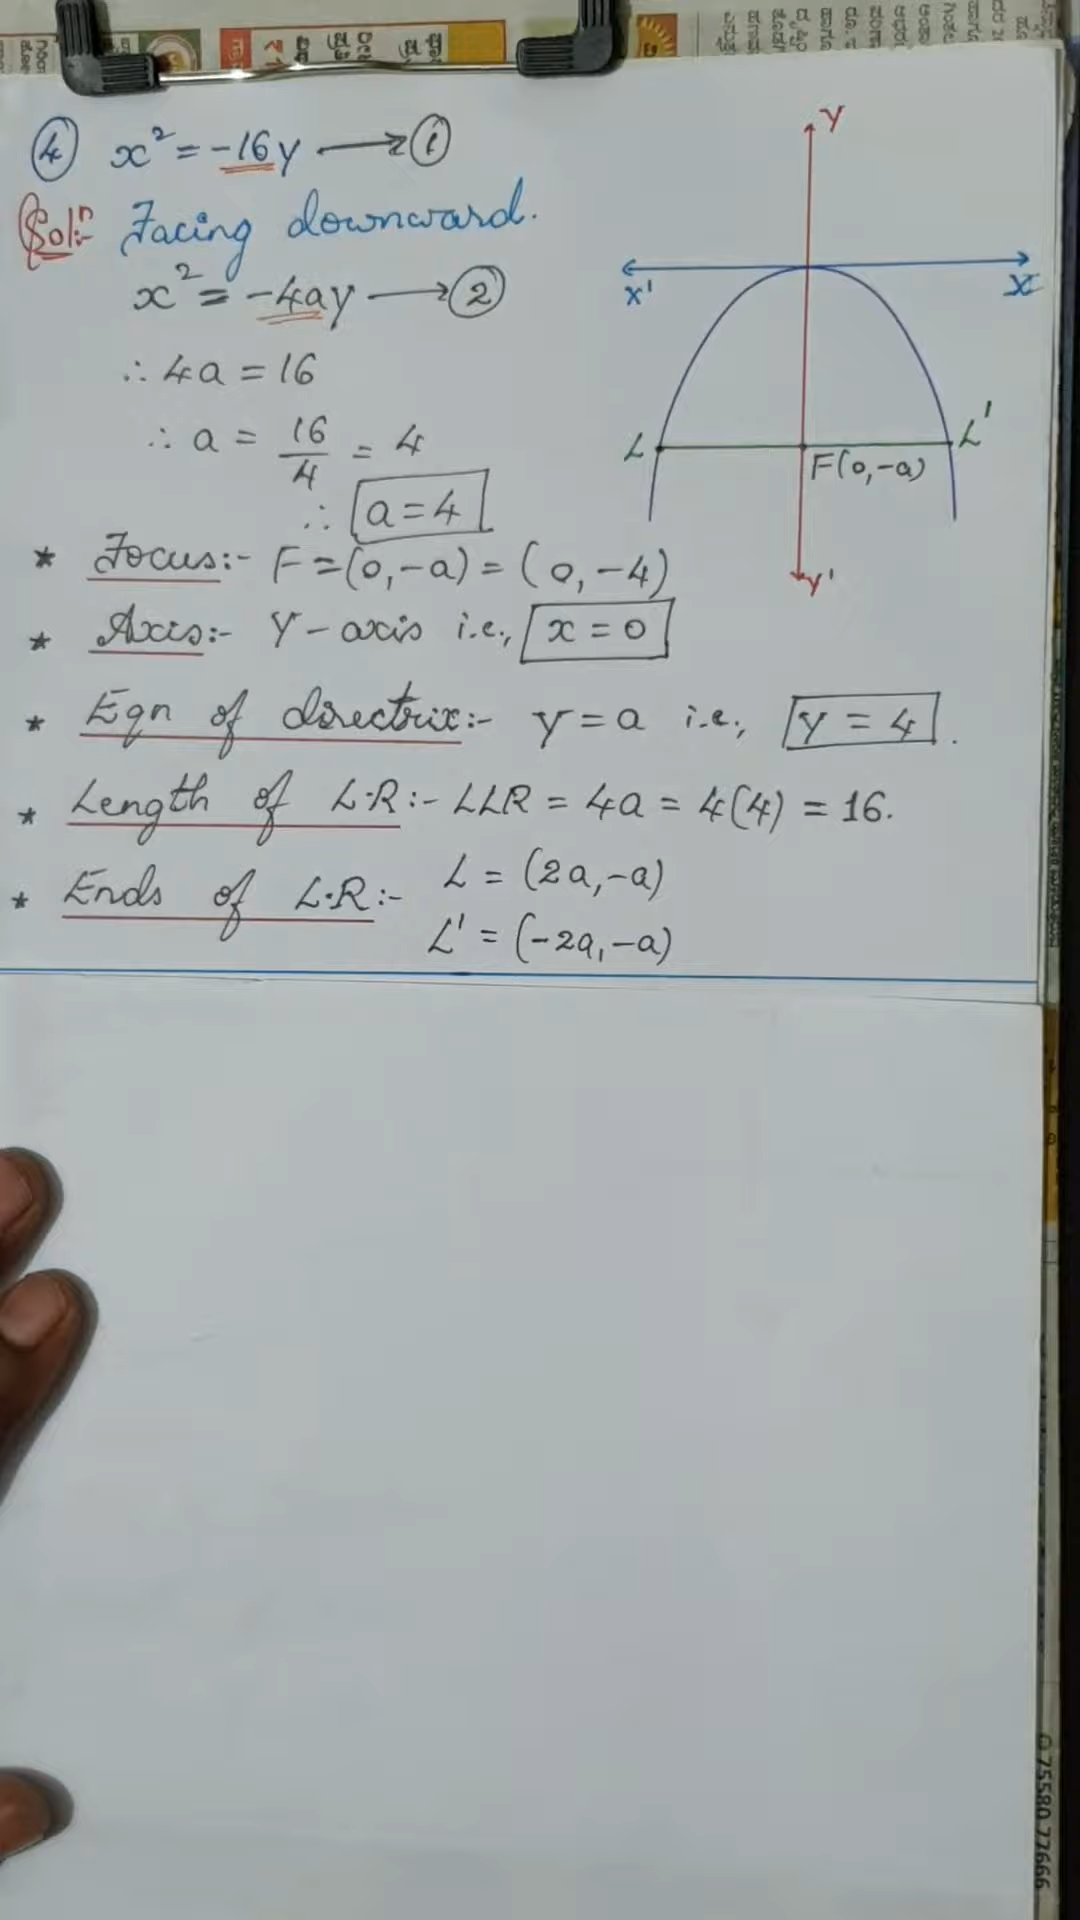 ④ x² = -16y ⟶ ①
Solⁿ:- Facing downward.
x² = -4ay ⟶ ②
∴ 4a = 16
∴ a = 16/4 = 4
∴ a = 4
* Focus:- F = (0, -a) = (0, -4)
* Axis:- Y-axis i.e., x = 0
* Eqn of directrix:- y = a i.e., y = 4.
* Length of L.R:- LLR = 4a = 4(4) = 16.
* Ends of L.R:- L = (2a, -a)
L' = (-2a, -a)
Y
X'
X
L
L'
F(0, -a)
Y'
75580 77666